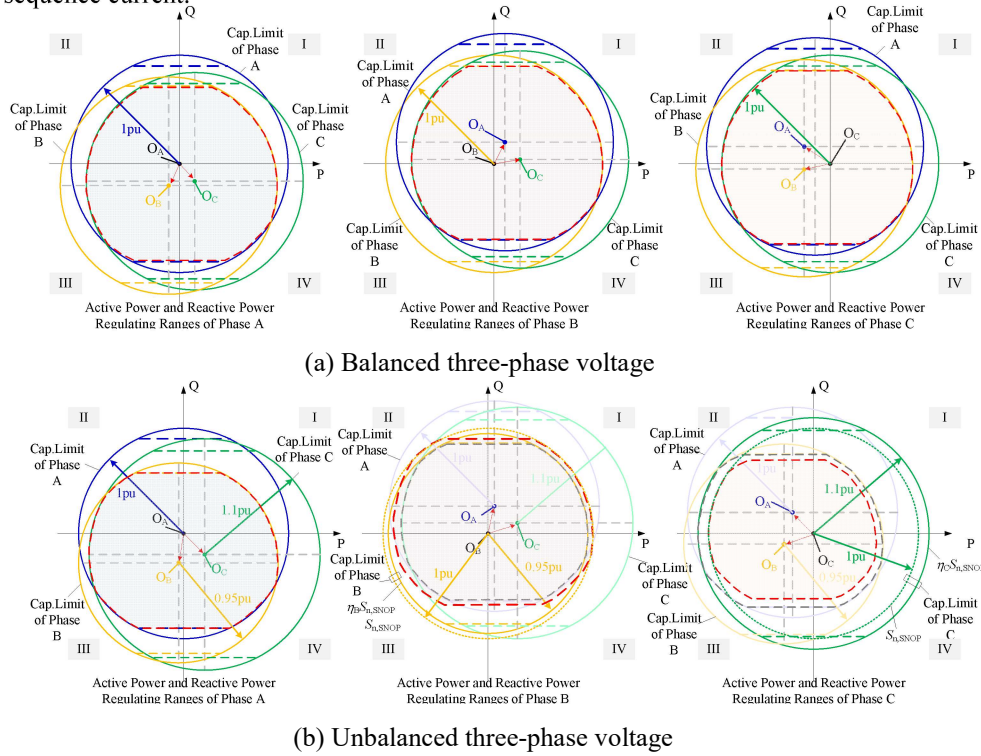 sequence current.
Q
II
I
Cap.Limit
of Phase
A
Cap.Limit
of Phase
B
Cap.Limit
of Phase
C
1pu
O_A
P
O_B
O_C
III
IV
Active Power and Reactive Power
Regulating Ranges of Phase A
Q
II
I
Cap.Limit
of Phase
A
1pu
O_A
O_B
O_C
P
Cap.Limit
of Phase
B
Cap.Limit
of Phase
C
III
IV
Active Power and Reactive Power
Regulating Ranges of Phase B
Q
II
Cap.Limit
of Phase
A
I
Cap.Limit
of Phase
B
1pu
O_A
O_C
P
O_B
Cap.Limit
of Phase
C
III
IV
Active Power and Reactive Power
Regulating Ranges of Phase C
(a) Balanced three-phase voltage
Q
II
I
Cap.Limit
of Phase
A
Cap.Limit
of Phase C
1pu
1.1pu
O_A
P
O_B
O_C
0.95pu
Cap.Limit
of Phase
B
III
IV
Active Power and Reactive Power
Regulating Ranges of Phase A
Q
II
I
Cap.Limit
of Phase
A
1pu
1.1pu
O_A
O_B
O_C
P
Cap.Limit
of Phase
B
1pu
0.95pu
Cap.Limit
of Phase
C
η_B S_n,SNOP
S_n,SNOP
III
IV
Active Power and Reactive Power
Regulating Ranges of Phase B
Q
II
I
Cap.Limit
of Phase
A
1pu
1.1pu
O_A
P
O_B
O_C
1pu
η_C S_n,SNOP
0.95pu
Cap.Limit
of Phase
C
Cap.Limit
of Phase
B
S_n,SNOP
III
IV
Active Power and Reactive Power
Regulating Ranges of Phase C
(b) Unbalanced three-phase voltage